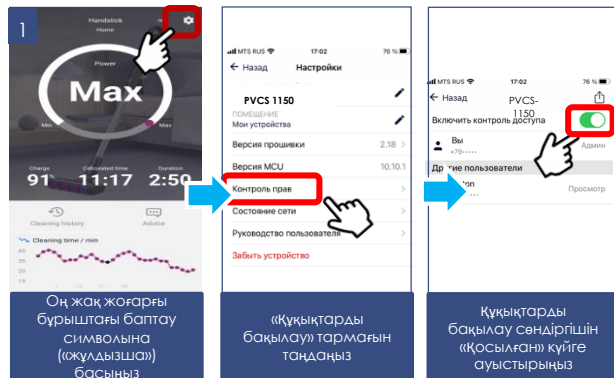 1
Handstick
Home
Power
Max
Min
Max
Charge
Calculated time
Duration
91
11:17
2:50
Cleaning history
Advice
Cleaning time / min
45
35
25
15
Оң жақ жоғарғы
бұрыштағы баптау
символына
(«жұлдызша»)
басыңыз
MTS RUS
17:02
76 %
Назад
Настройки
PVCS 1150
ПОМЕЩЕНИЕ
Мои устройства
Версия прошивки
2.18 >
Версия MCU
10.10.1
Контроль прав
>
Состояние сети
>
Руководство пользователя
>
Забыть устройство
«Құқықтарды
бақылау» тармағын
таңдаңыз
MTS RUS
17:02
76 %
Назад
PVCS-
1150
Включить контроль доступа
Вы
+79·····
Админ
Другие пользователи
Просмотр
Құқықтарды
бақылау сөндіргішін
«Қосылған» күйге
ауыстырыңыз